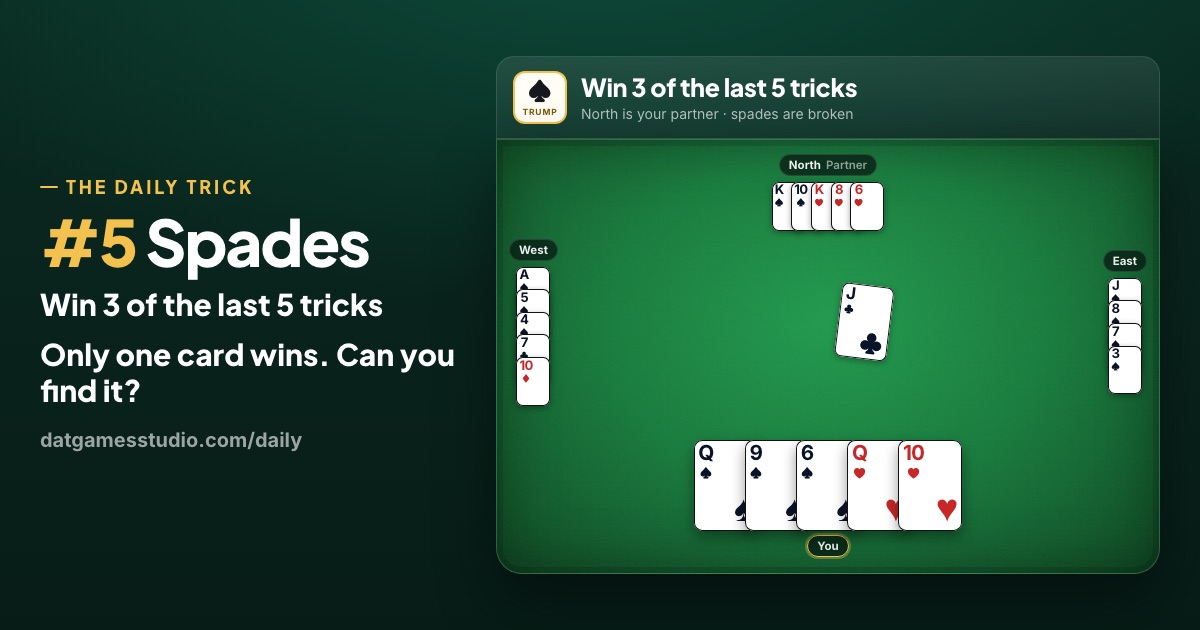 — THE DAILY TRICK
#5 Spades
Win 3 of the last 5 tricks
Only one card wins. Can you
find it?
datgamesstudio.com/daily
♠
TRUMP
Win 3 of the last 5 tricks
North is your partner · spades are broken
North Partner
K♠ 10♠ K♥ 8♥ 6♥
West
A♠
5♠
4♠
7♣
10♦
East
J♠
8♠
7♠
3♠
J♣
Q♠ 9♠ 6♠ Q♥ 10♥
You